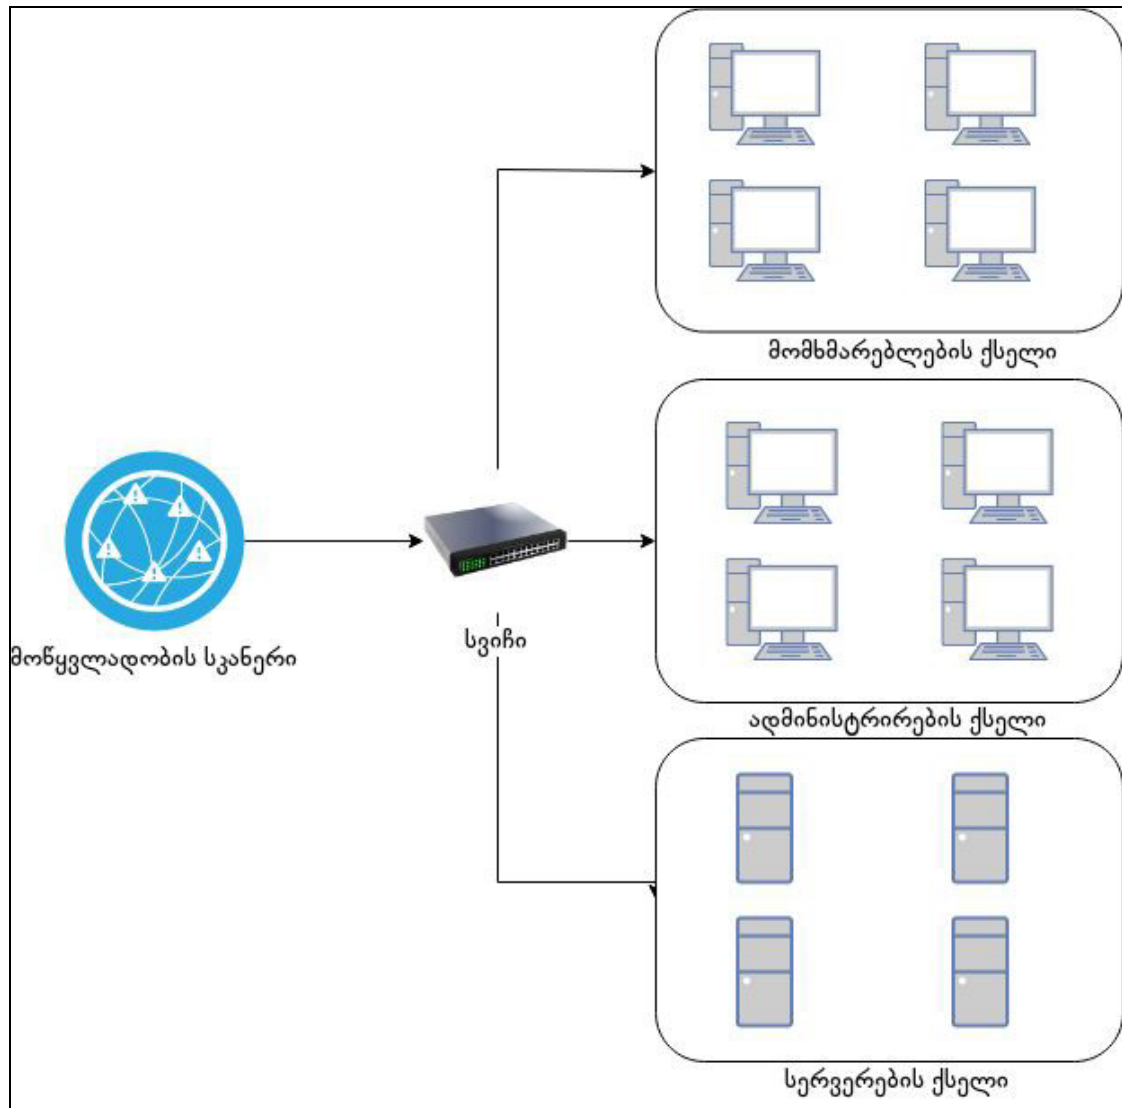 მომხმარებლების ქსელი
მოწყვლადობის სკანერი
სვიჩი
ადმინისტრირების ქსელი
სერვერების ქსელი